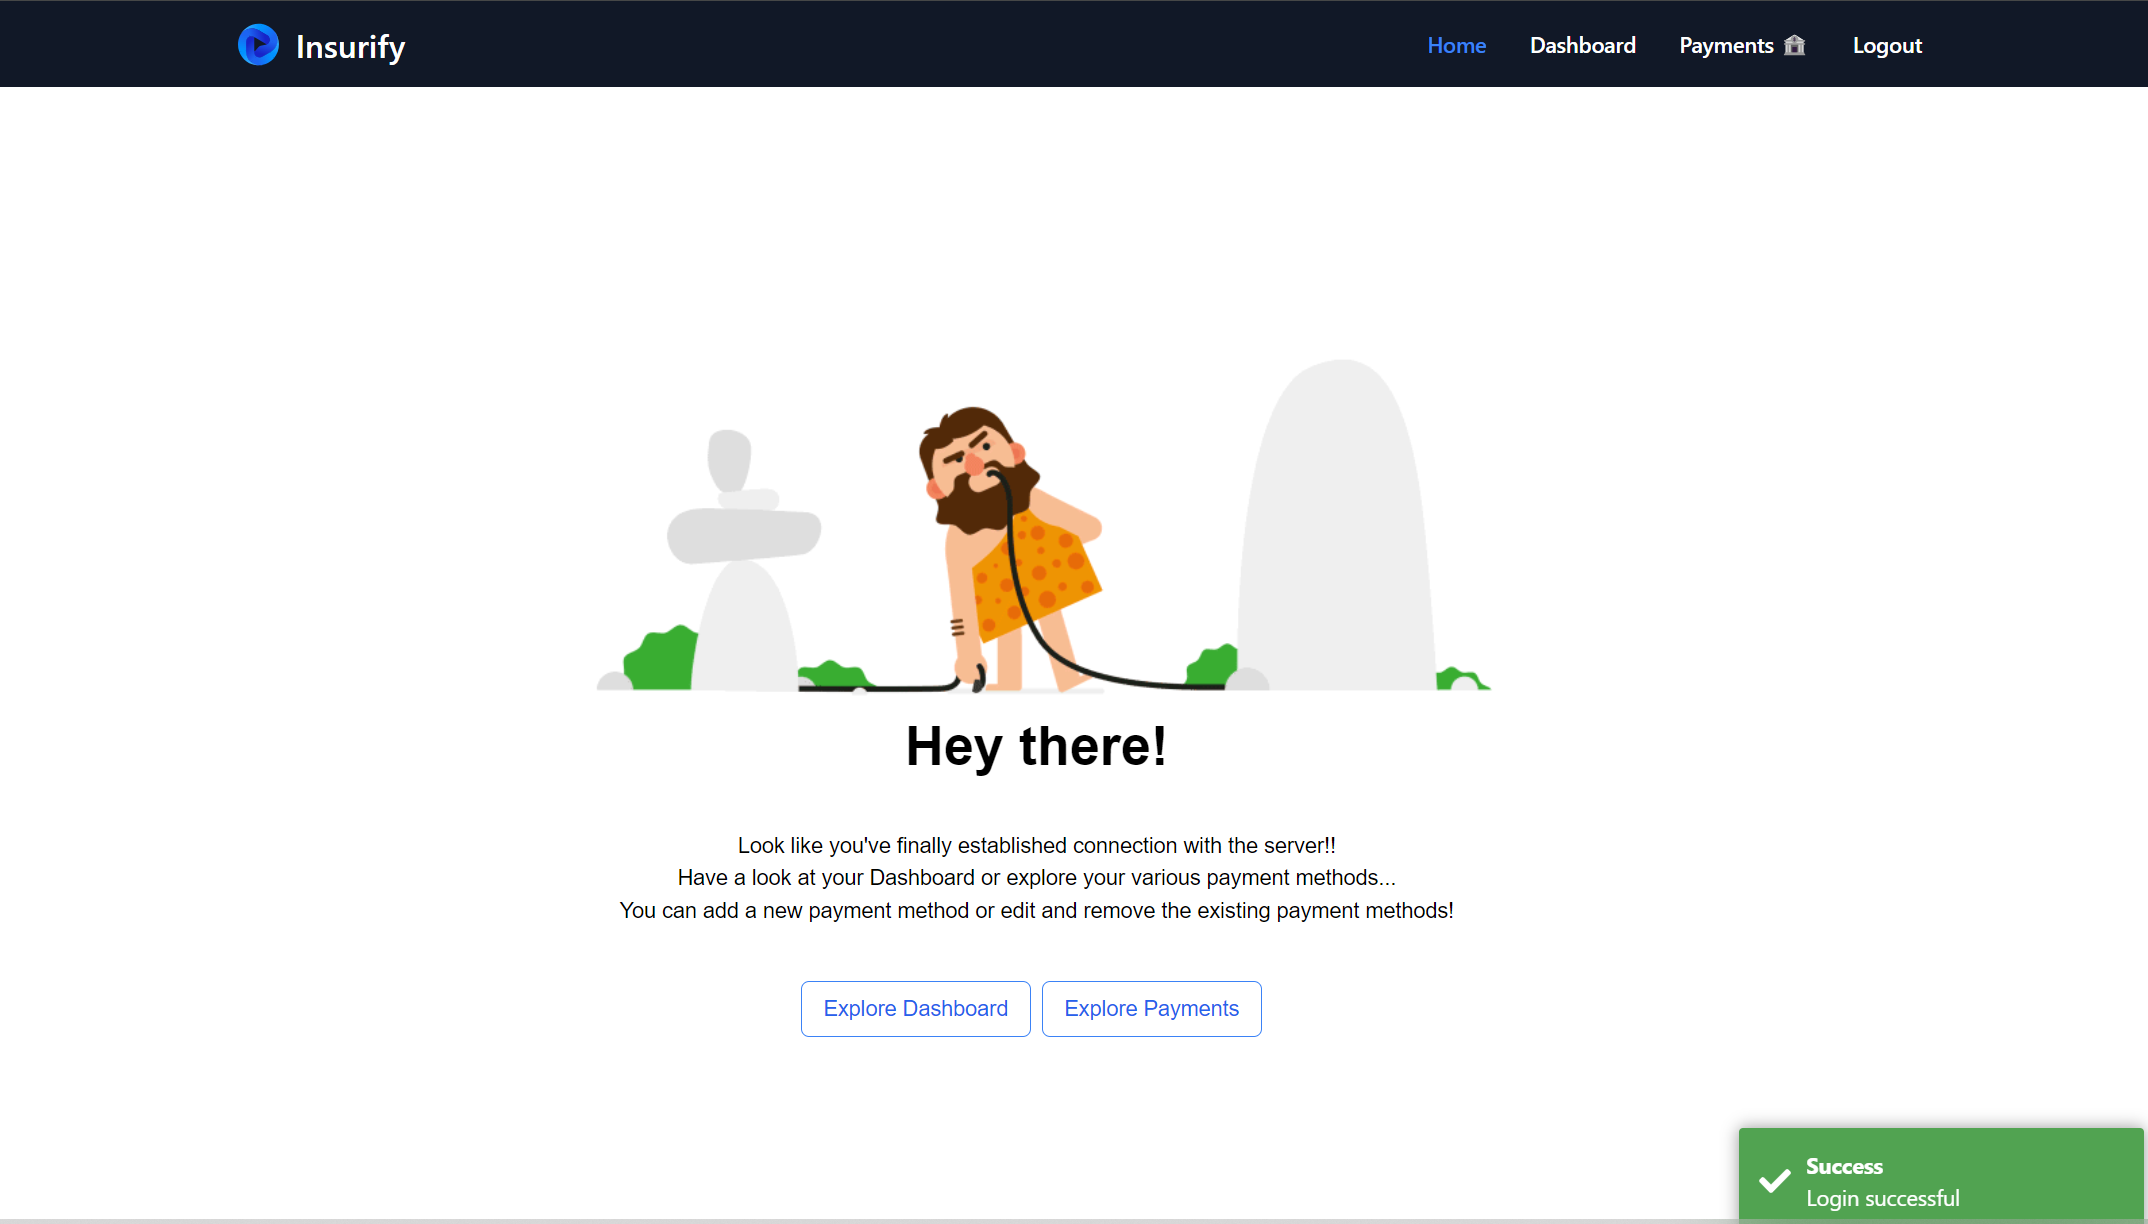 Insurify
Home Dashboard Payments 🏛 Logout
Hey there!
Look like you've finally established connection with the server!!
Have a look at your Dashboard or explore your various payment methods...
You can add a new payment method or edit and remove the existing payment methods!
Explore Dashboard Explore Payments
Success
Login successful